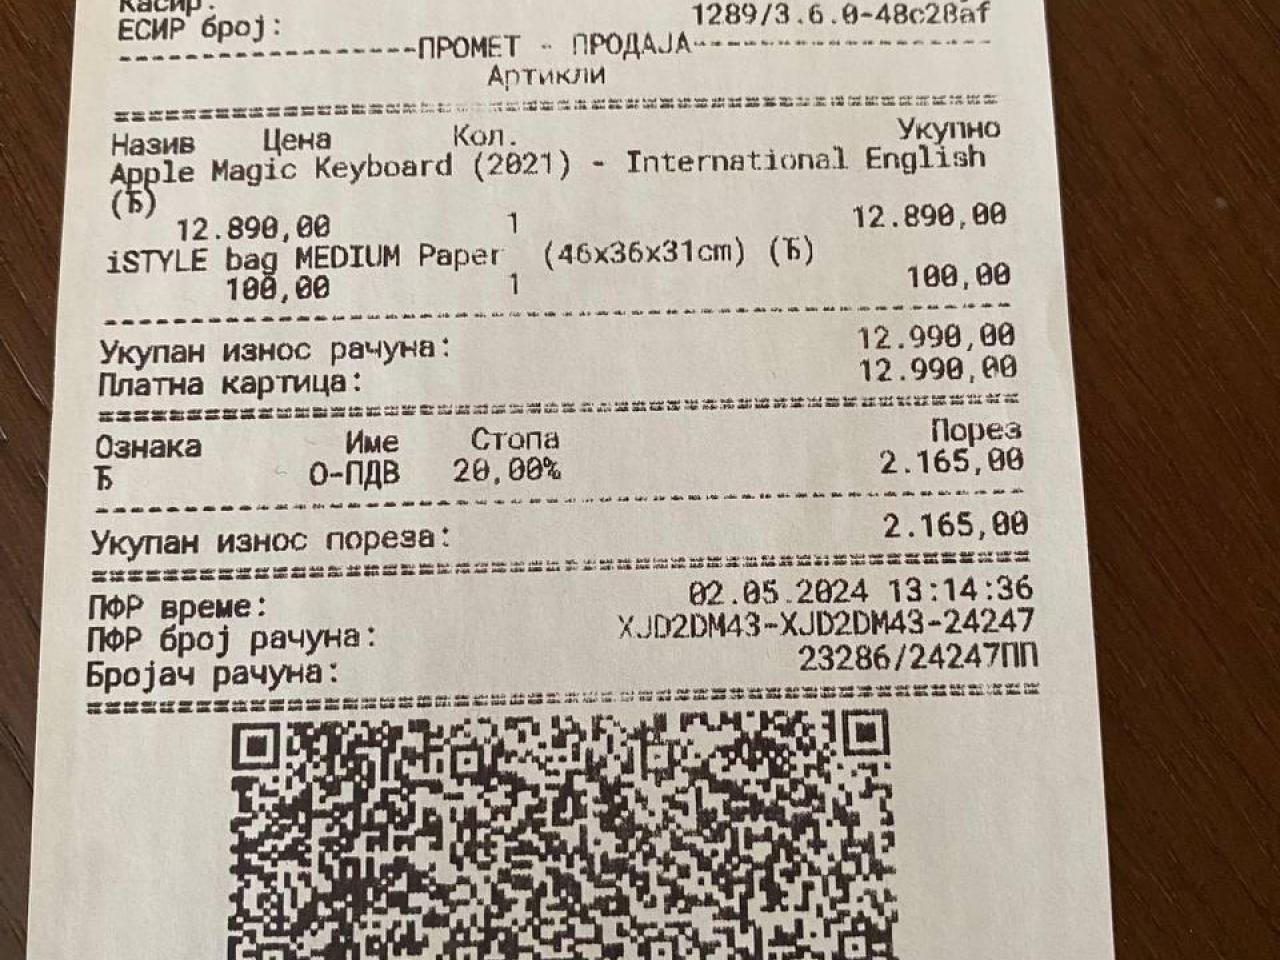 Касир:
ЕСИР број: 1289/3.6.0-48c28af
-----------------ПРОМЕТ - ПРОДАЈА-----------------
Артикли
==================================================
Назив Цена Кол. Укупно
Apple Magic Keyboard (2021) - International English
(Ђ)
12.890,00 1 12.890,00
iSTYLE bag MEDIUM Paper (46x36x31cm) (Ђ)
100,00 1 100,00
--------------------------------------------------
Укупан износ рачуна: 12.990,00
Платна картица: 12.990,00
==================================================
Ознака Име Стопа Порез
Ђ О-ПДВ 20,00% 2.165,00
--------------------------------------------------
Укупан износ пореза: 2.165,00
==================================================
ПФР време: 02.05.2024 13:14:36
ПФР број рачуна: XJD2DM43-XJD2DM43-24247
Бројач рачуна: 23286/24247ПП
==================================================